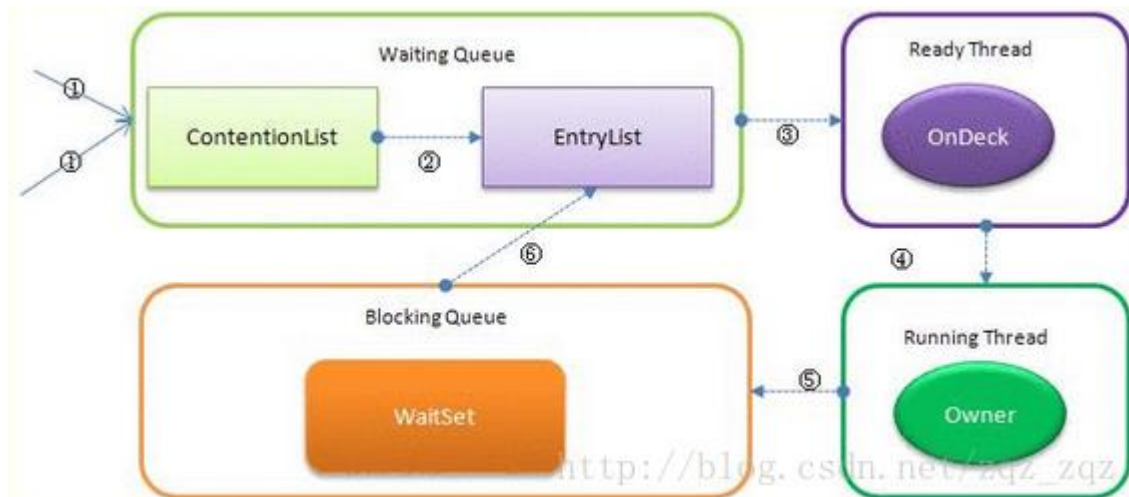 Waiting Queue
Ready Thread
①
①
ContentionList
②
EntryList
③
OnDeck
④
⑥
Blocking Queue
Running Thread
⑤
WaitSet
Owner
http://blog.csdn.net/zqz_zqz